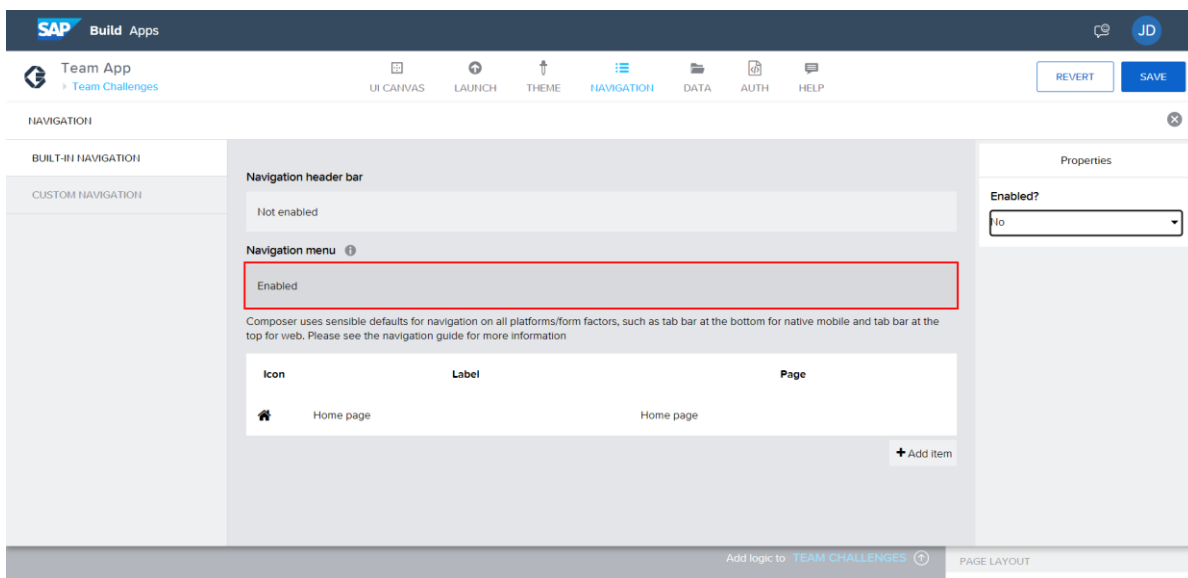 SAP Build Apps
JD
Team App
Team Challenges
UI CANVAS LAUNCH THEME NAVIGATION DATA AUTH HELP
REVERT SAVE
NAVIGATION
BUILT-IN NAVIGATION
CUSTOM NAVIGATION
Navigation header bar
Not enabled
Navigation menu
Enabled
Composer uses sensible defaults for navigation on all platforms/form factors, such as tab bar at the bottom for native mobile and tab bar at the
top for web. Please see the navigation guide for more information
Icon Label Page
Home page Home page
+ Add item
Properties
Enabled?
No
Add logic to TEAM CHALLENGES
PAGE LAYOUT